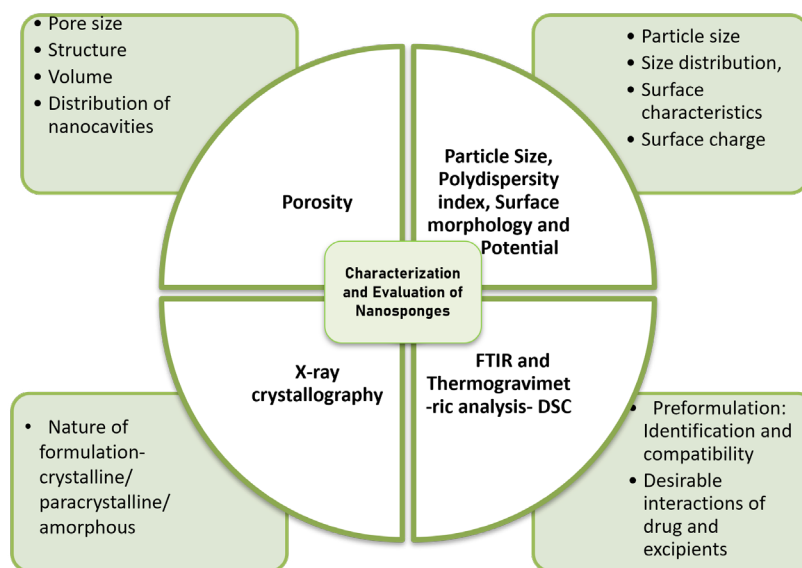 • Pore size
• Structure
• Volume
• Distribution of
nanocavities
• Particle size
• Size distribution,
• Surface
characteristics
• Surface charge
Porosity
Particle Size,
Polydispersity
index, Surface
morphology and
Potential
Characterization
and Evaluation of
Nanosponges
X-ray
crystallography
FTIR and
Thermogravimet
-ric analysis- DSC
• Nature of
formulation-
crystalline/
paracrystalline/
amorphous
• Preformulation:
Identification and
compatibility
• Desirable
interactions of
drug and
excipients